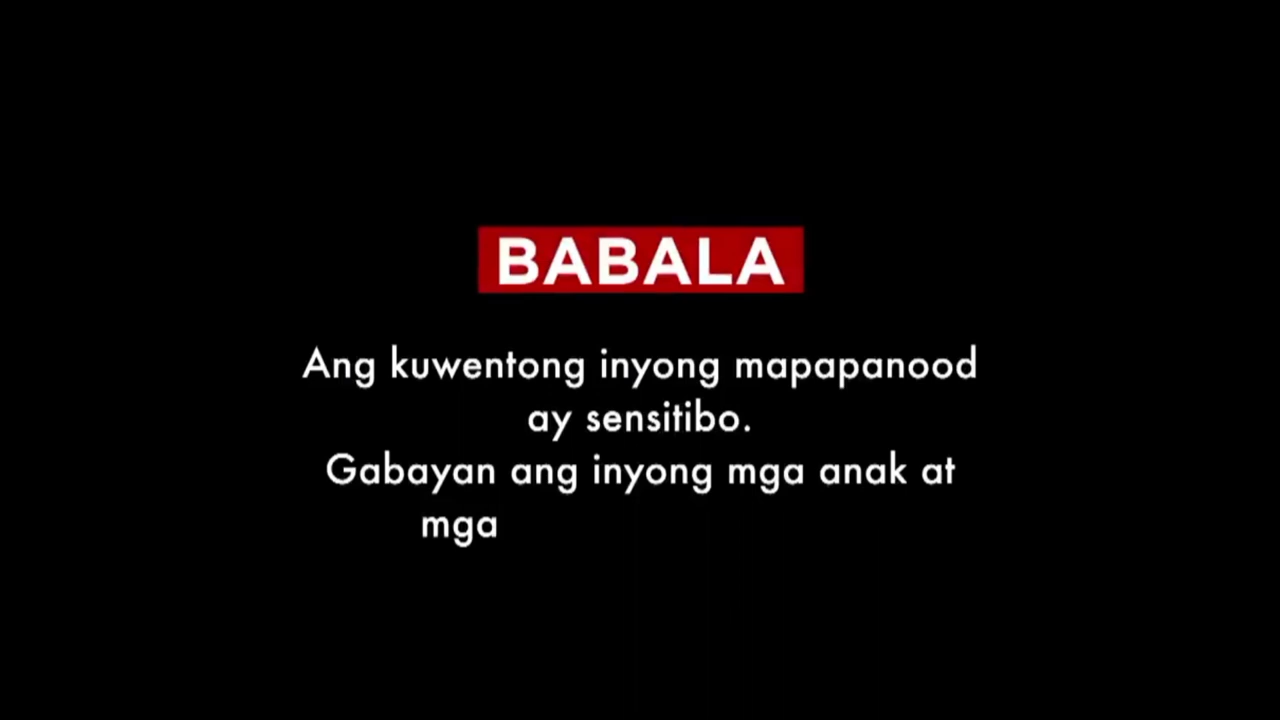 BABALA
Ang kuwentong inyong mapapanood
ay sensitibo.
Gabayan ang inyong mga anak at
mga